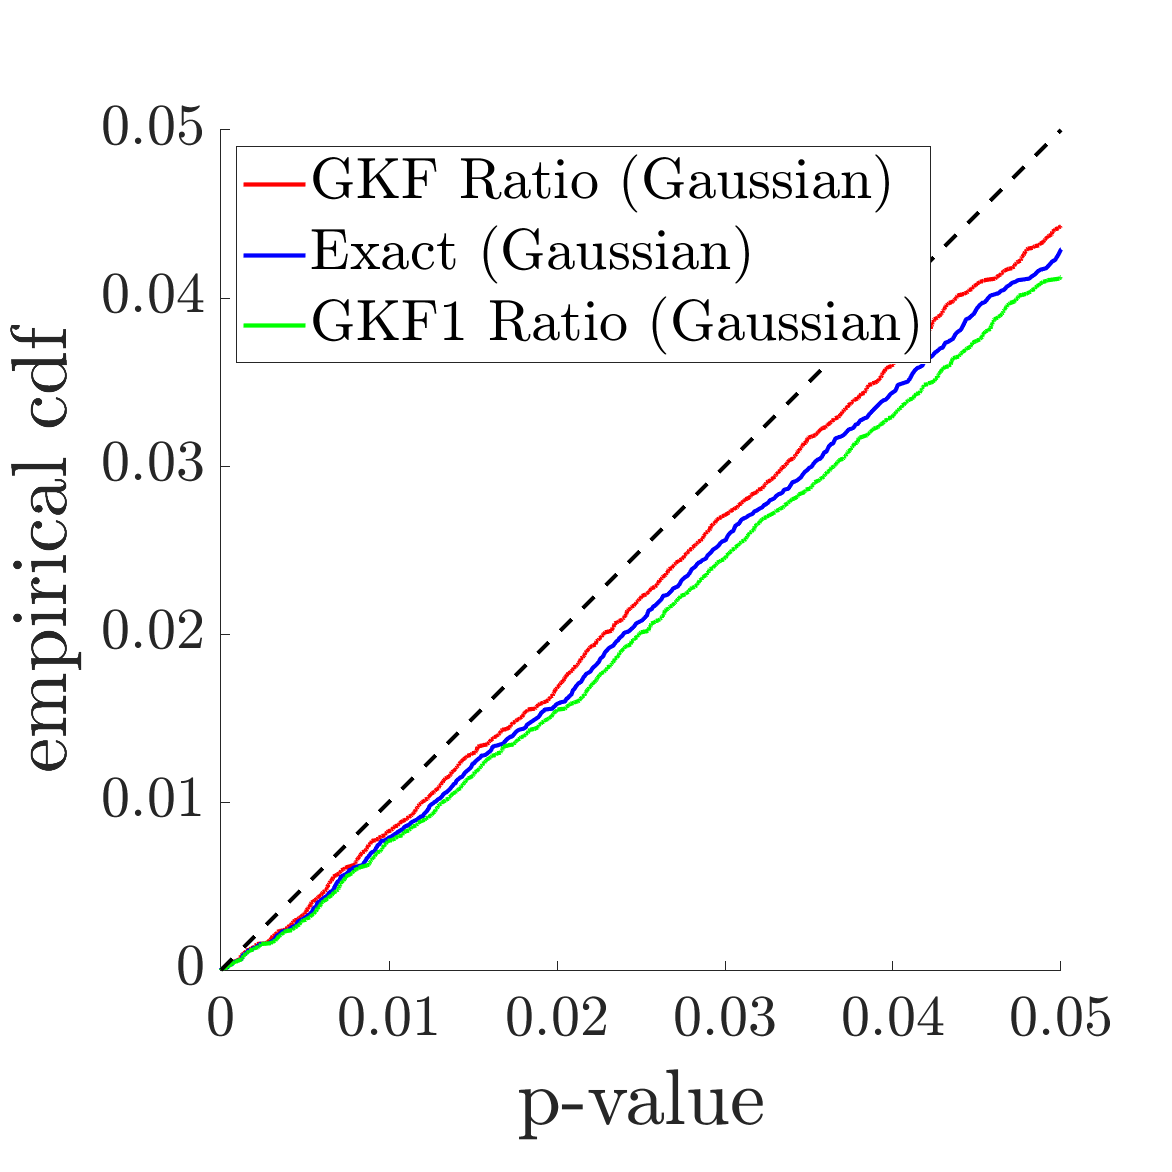 0.05
GKF Ratio (Gaussian)
Exact (Gaussian)
GKF1 Ratio (Gaussian)
0.04
0.03
0.02
0.01
0
empirical cdf
0 0.01 0.02 0.03 0.04 0.05
p-value